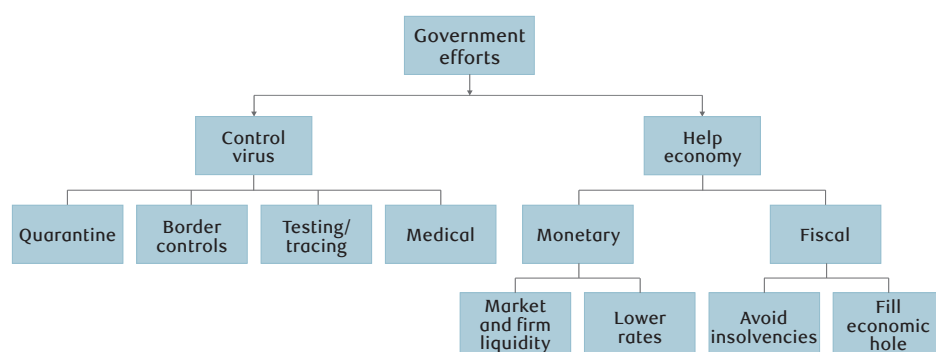 Government
efforts
Control
virus
Help
economy
Quarantine
Border
controls
Testing/
tracing
Medical
Monetary
Fiscal
Market
and firm
liquidity
Lower
rates
Avoid
insolvencies
Fill
economic
hole